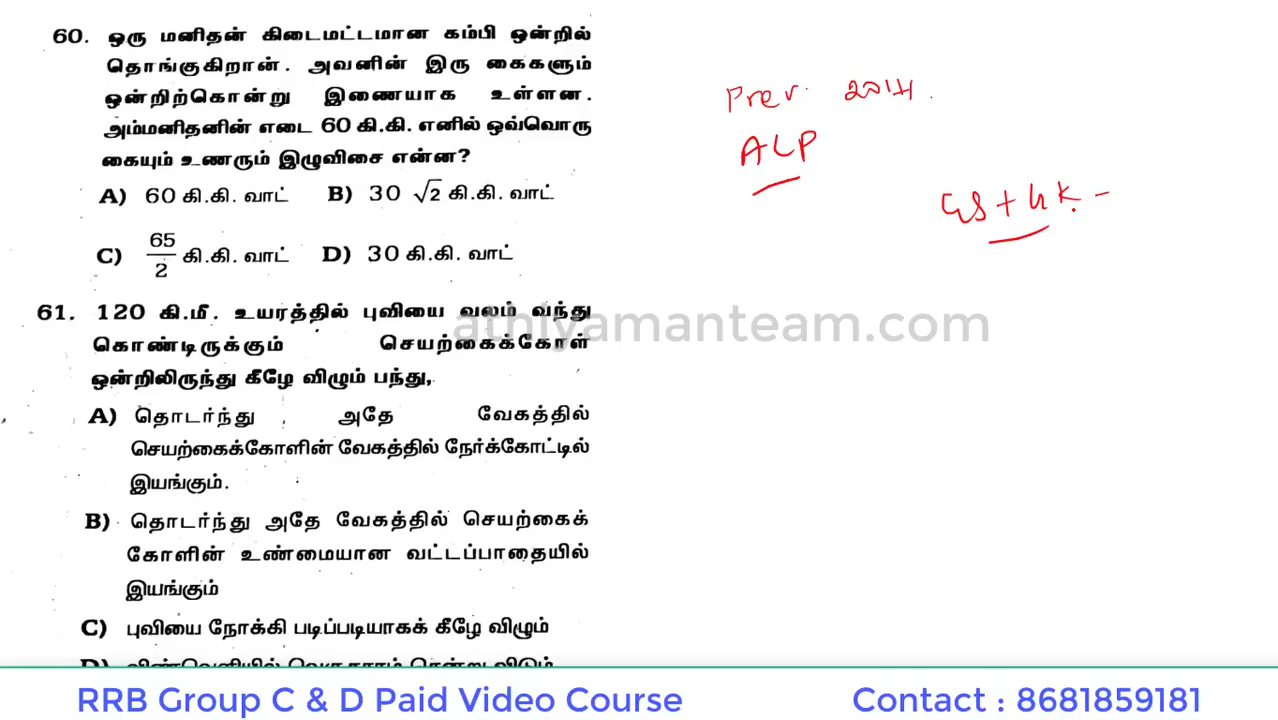 60. ஒரு மனிதன் கிடைமட்டமான கம்பி ஒன்றில்
தொங்குகிறான். அவனின் இரு கைகளும்
ஒன்றிற்கொன்று இணையாக உள்ளன.
அம்மனிதனின் எடை 60 கி.கி. எனில் ஒவ்வொரு
கையும் உணரும் இழுவிசை என்ன?
A) 60 கி.கி. வாட் B) 30 √2 கி.கி. வாட்
C) 65/2 கி.கி. வாட் D) 30 கி.கி. வாட்
61. 120 கி.மீ. உயரத்தில் புவியை வலம் வந்து
கொண்டிருக்கும் செயற்கைக்கோள்
ஒன்றிலிருந்து கீழே விழும் பந்து,
A) தொடர்ந்து அதே வேகத்தில்
செயற்கைக்கோளின் வேகத்தில் நேர்க்கோட்டில்
இயங்கும்.
B) தொடர்ந்து அதே வேகத்தில் செயற்கைக்
கோளின் உண்மையான வட்டப்பாதையில்
இயங்கும்
C) புவியை நோக்கி படிப்படியாகக் கீழே விழும்
D) விண்வெளியில் வெகுதூரம் சென்று விடும்
Prev. 2014
ALP
athiyamanteam.com
RRB Group C & D Paid Video Course
Contact : 8681859181